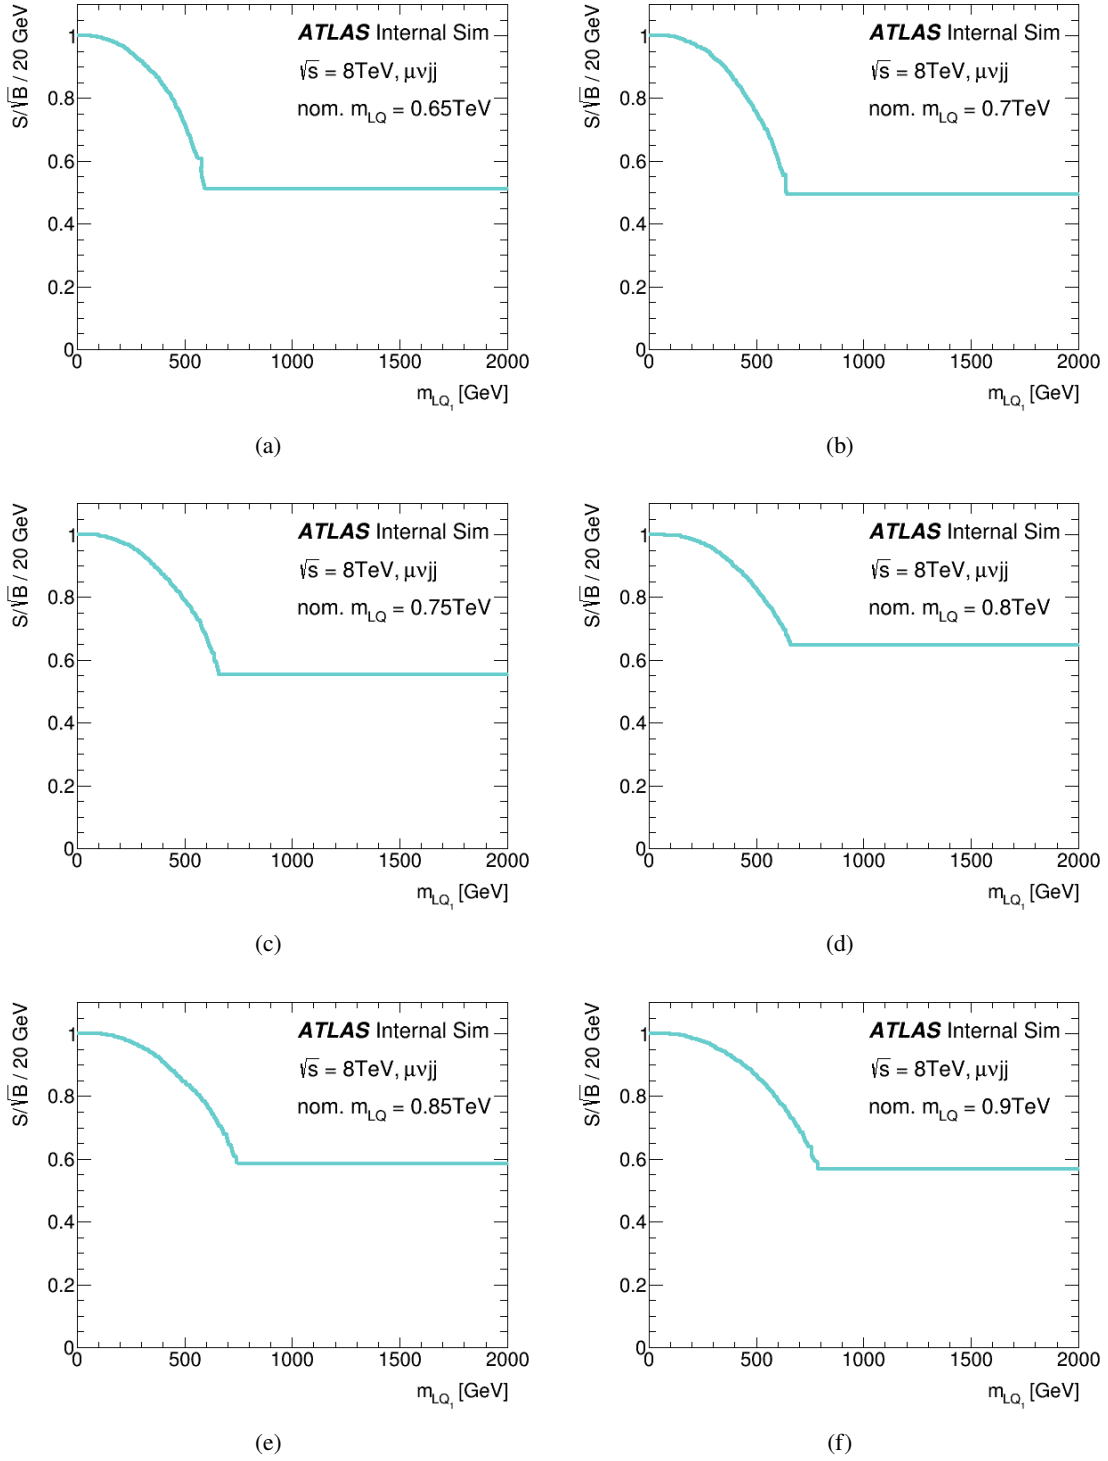 S/√B / 20 GeV
ATLAS Internal Sim
√s = 8TeV, μνjj
nom. m_LQ = 0.65TeV
1
0.8
0.6
0.4
0.2
0
0 500 1000 1500 2000
m_LQ₁ [GeV]
(a)
S/√B / 20 GeV
ATLAS Internal Sim
√s = 8TeV, μνjj
nom. m_LQ = 0.7TeV
1
0.8
0.6
0.4
0.2
0
0 500 1000 1500 2000
m_LQ₁ [GeV]
(b)
S/√B / 20 GeV
ATLAS Internal Sim
√s = 8TeV, μνjj
nom. m_LQ = 0.75TeV
1
0.8
0.6
0.4
0.2
0
0 500 1000 1500 2000
m_LQ₁ [GeV]
(c)
S/√B / 20 GeV
ATLAS Internal Sim
√s = 8TeV, μνjj
nom. m_LQ = 0.8TeV
1
0.8
0.6
0.4
0.2
0
0 500 1000 1500 2000
m_LQ₁ [GeV]
(d)
S/√B / 20 GeV
ATLAS Internal Sim
√s = 8TeV, μνjj
nom. m_LQ = 0.85TeV
1
0.8
0.6
0.4
0.2
0
0 500 1000 1500 2000
m_LQ₁ [GeV]
(e)
S/√B / 20 GeV
ATLAS Internal Sim
√s = 8TeV, μνjj
nom. m_LQ = 0.9TeV
1
0.8
0.6
0.4
0.2
0
0 500 1000 1500 2000
m_LQ₁ [GeV]
(f)